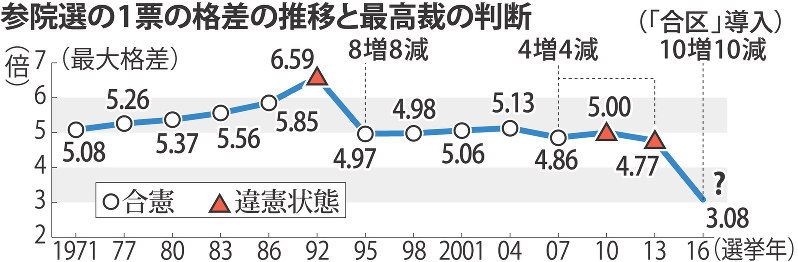 参院選の1票の格差の推移と最高裁の判断
(「合区」導入)
8増8減 4増4減 10増10減
(倍) (最大格差)
7
6
5
4
3
2
5.08 5.26 5.37 5.56 5.85 6.59 4.97 4.98 5.06 5.13 4.86 5.00 4.77 3.08
?
合憲 違憲状態
1971 77 80 83 86 92 95 98 2001 04 07 10 13 16 (選挙年)